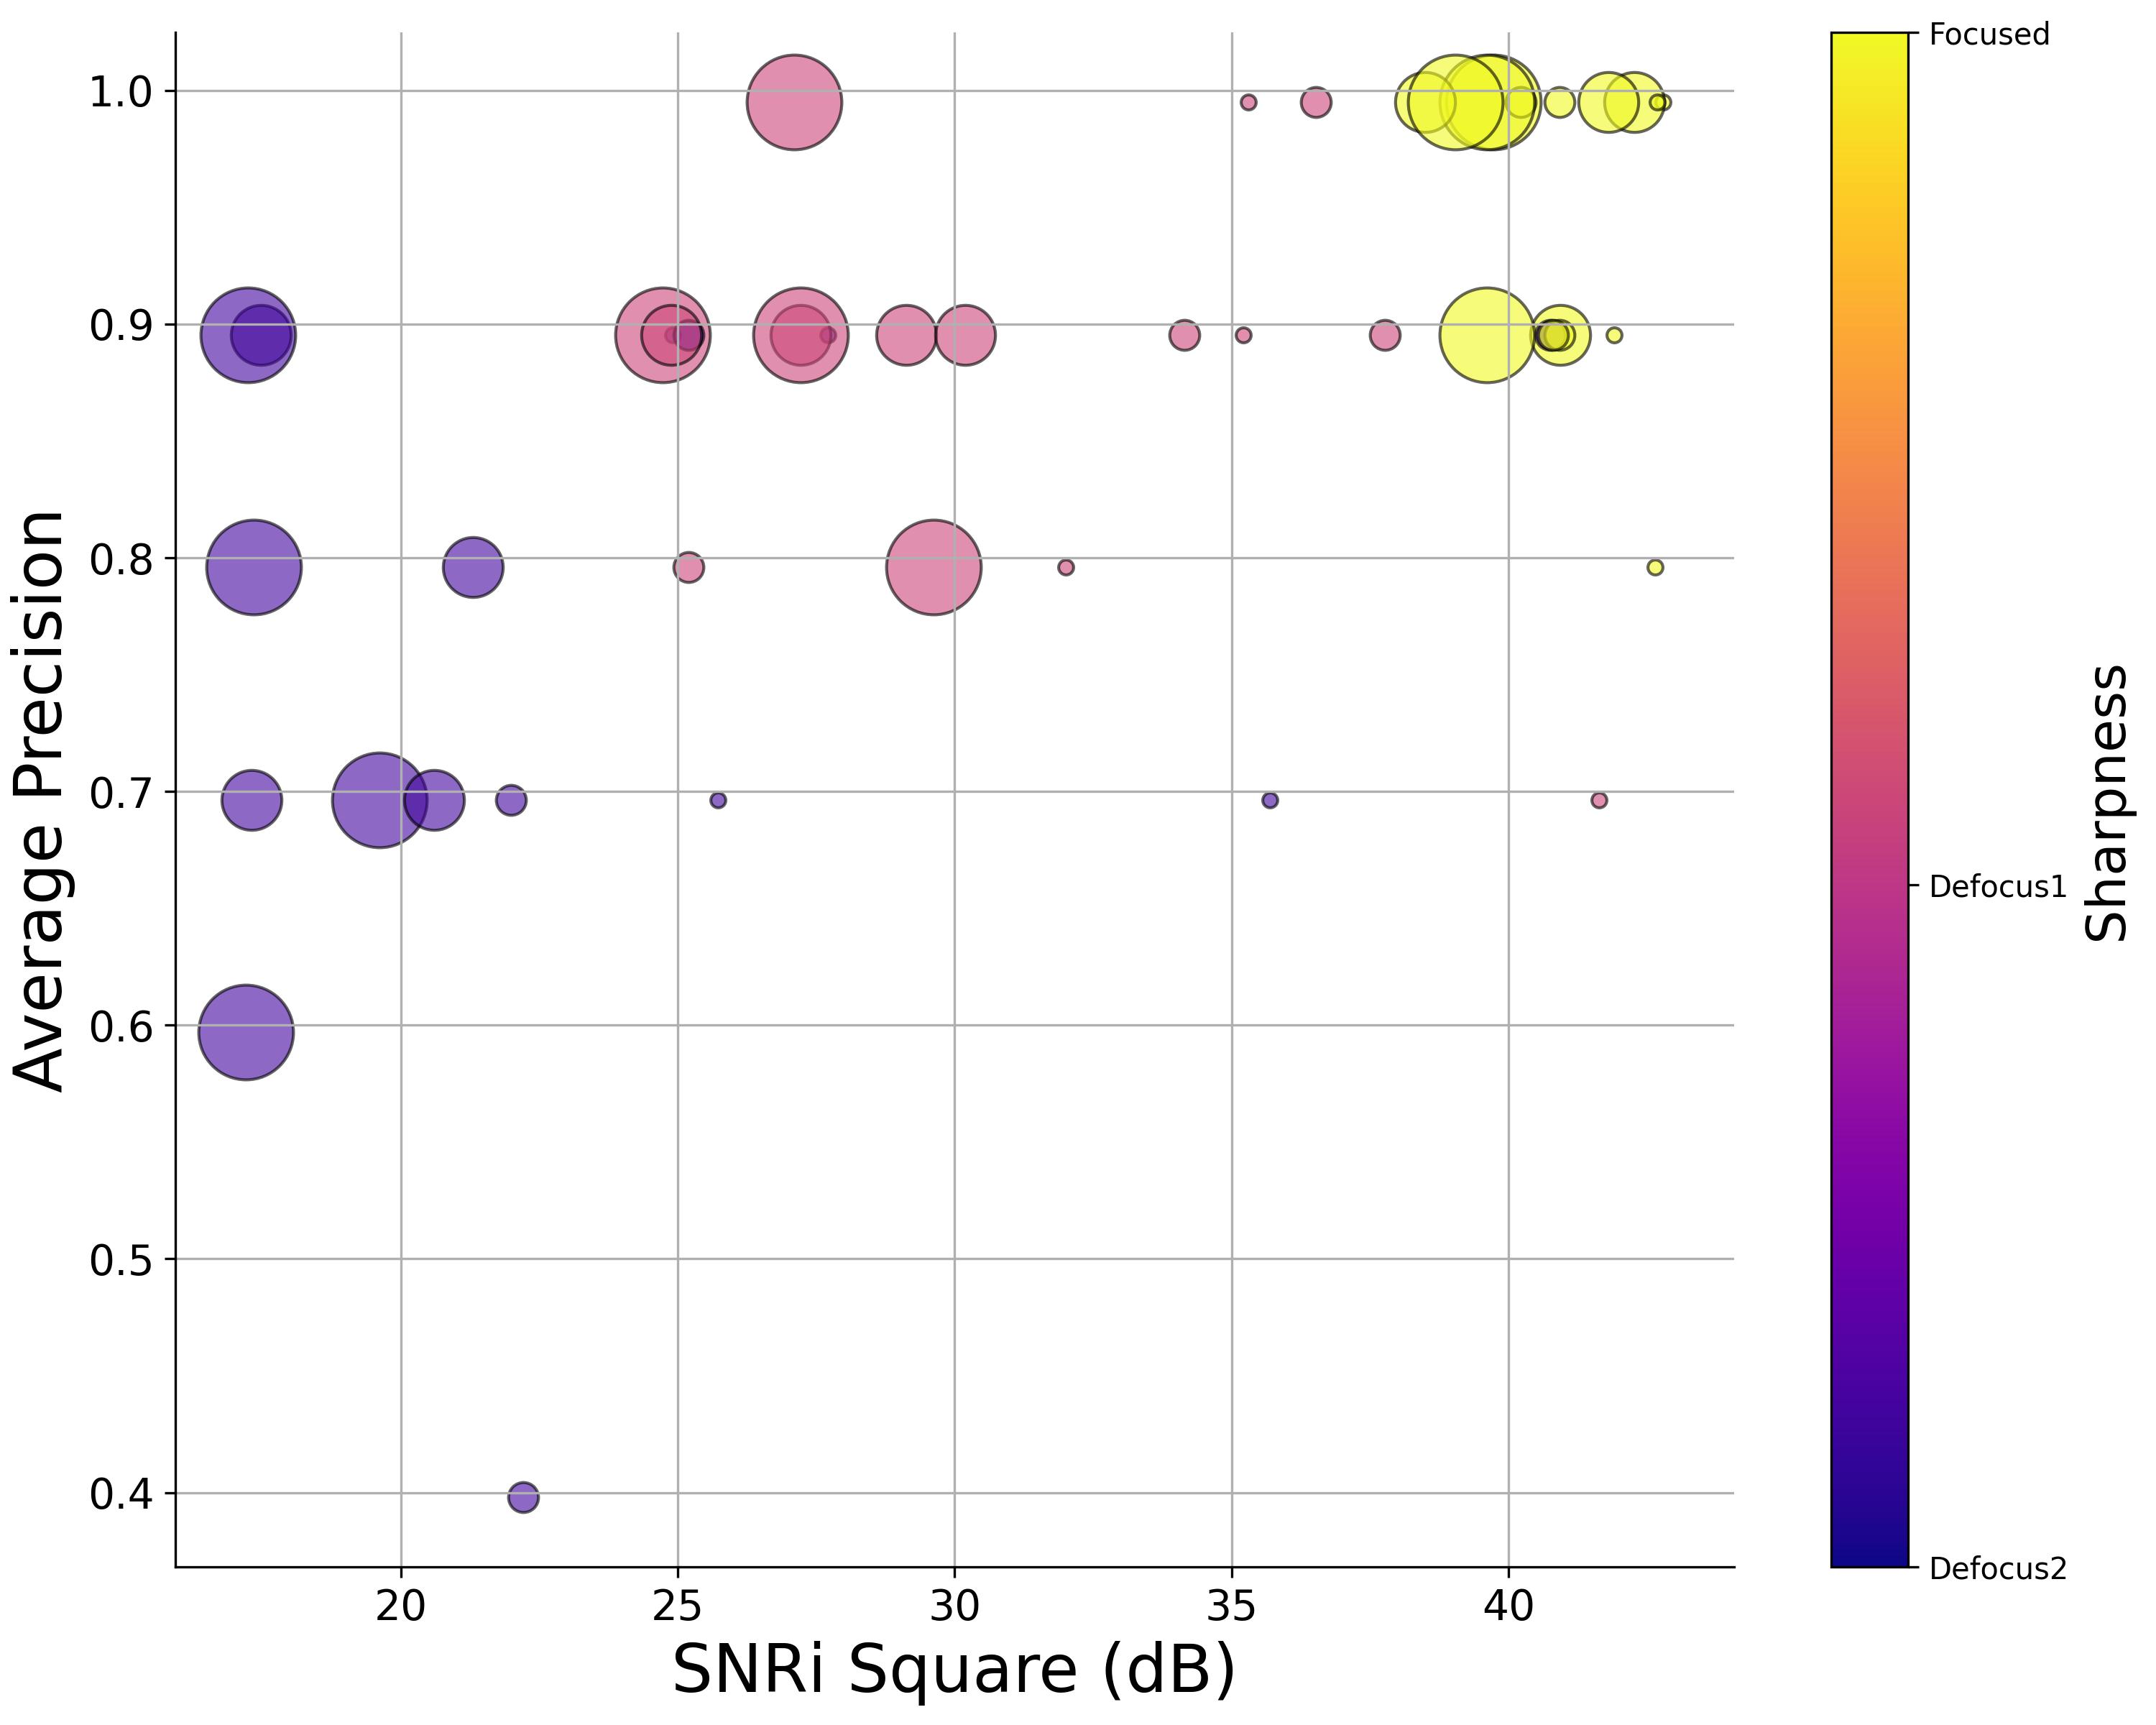 1.0
0.9
0.8
0.7
0.6
0.5
0.4
Average Precision
20 25 30 35 40
SNRi Square (dB)
Focused
Defocus1
Defocus2
Sharpness